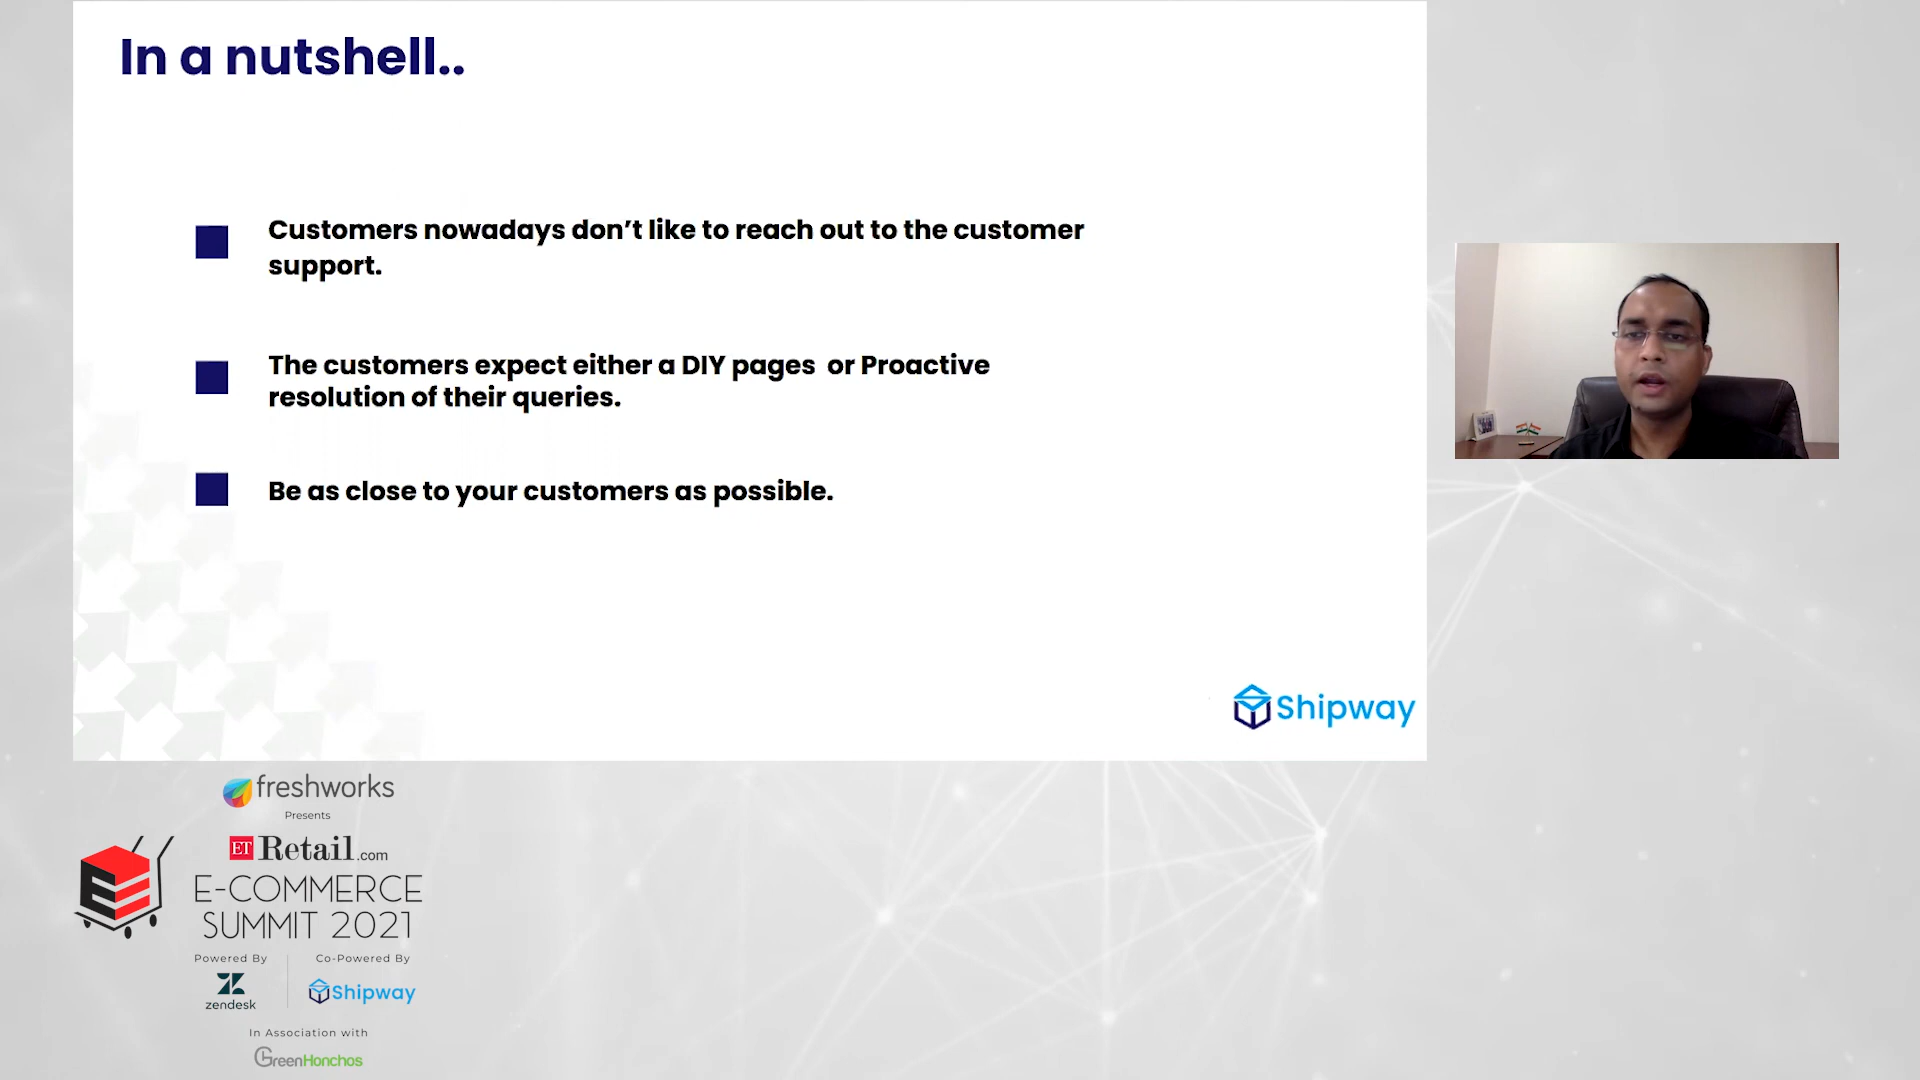 In a nutshell..
Customers nowadays don't like to reach out to the customer
support.
The customers expect either a DIY pages or Proactive
resolution of their queries.
Be as close to your customers as possible.
Shipway
freshworks
Presents
ET Retail.com
E-COMMERCE
SUMMIT 2021
Powered By
Co-Powered By
zendesk
Shipway
In Association with
GreenHonchos